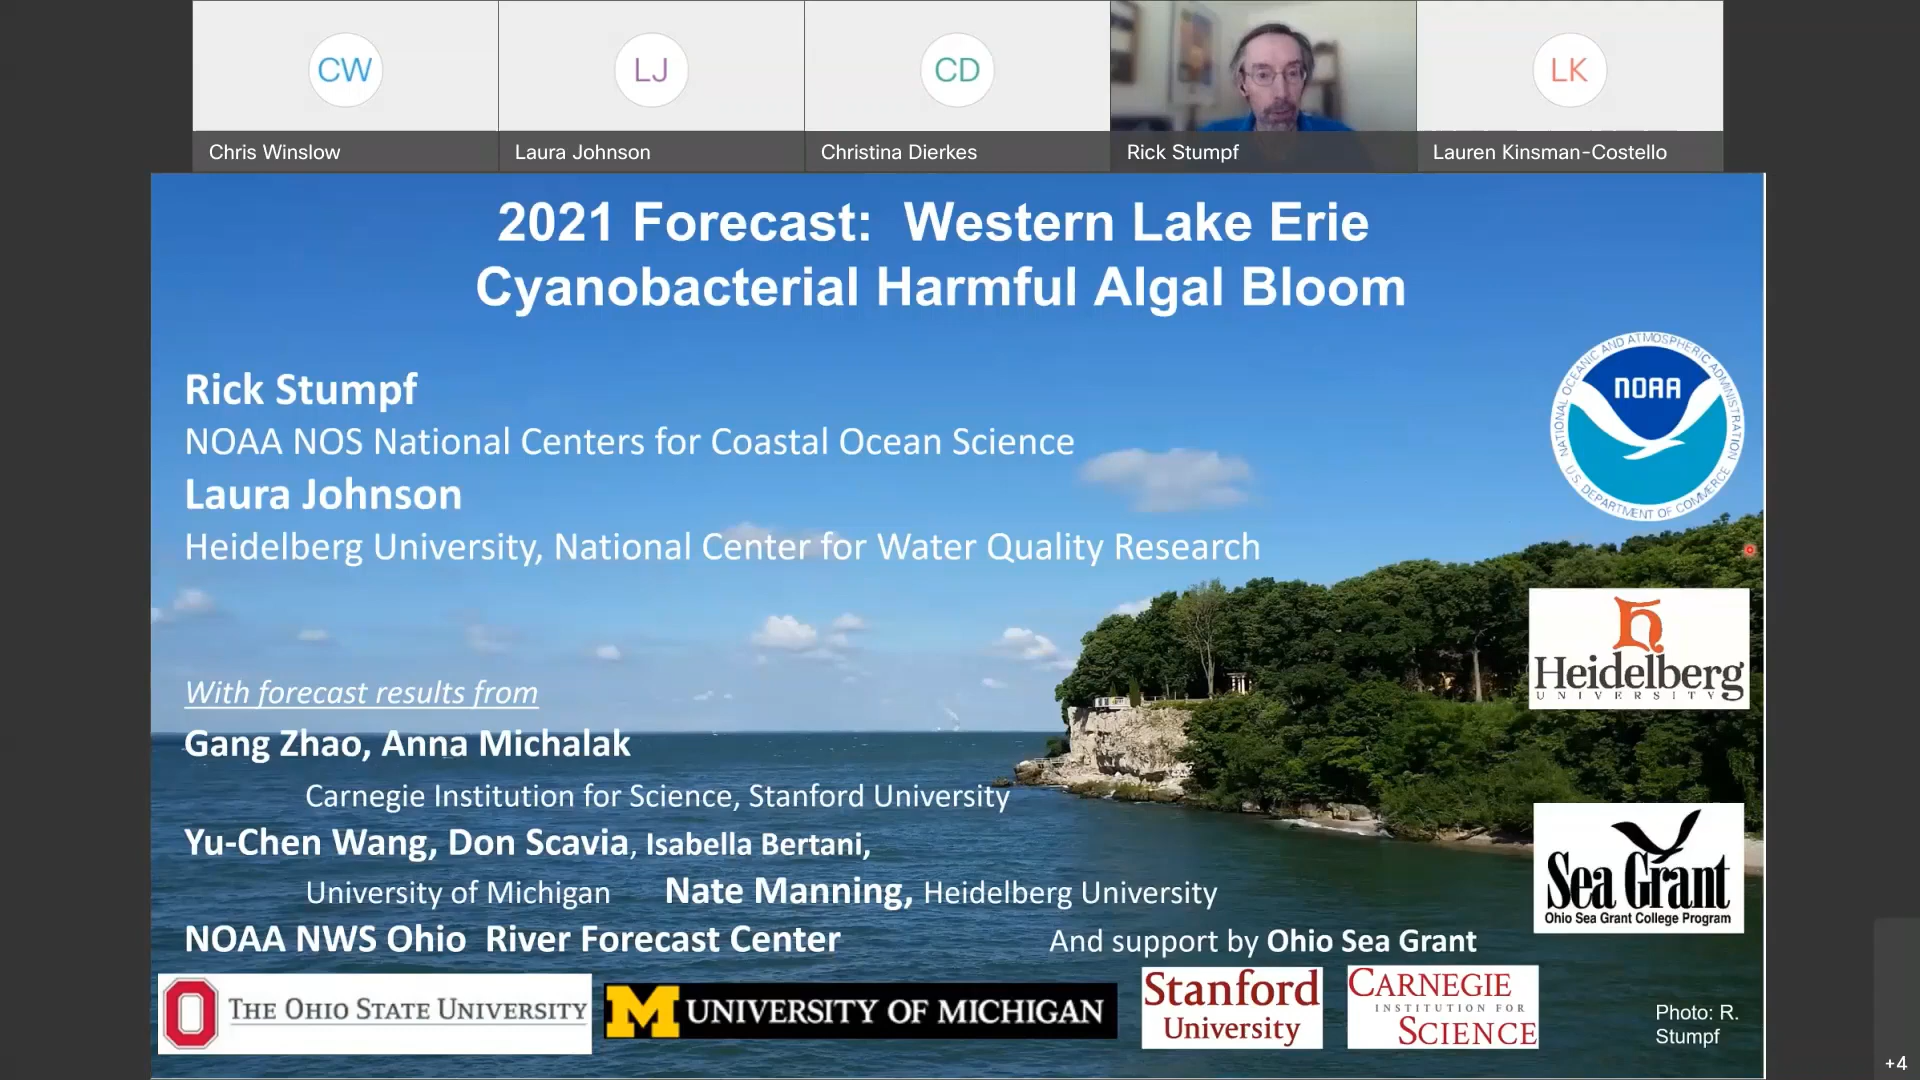 CW
LJ
CD
LK
Chris Winslow
Laura Johnson
Christina Dierkes
Rick Stumpf
Lauren Kinsman-Costello
2021 Forecast: Western Lake Erie
Cyanobacterial Harmful Algal Bloom
Rick Stumpf
NOAA NOS National Centers for Coastal Ocean Science
Laura Johnson
Heidelberg University, National Center for Water Quality Research
NATIONAL OCEANIC AND ATMOSPHERIC ADMINISTRATION
NOAA
U.S. DEPARTMENT OF COMMERCE
Heidelberg
UNIVERSITY
With forecast results from
Gang Zhao, Anna Michalak
Carnegie Institution for Science, Stanford University
Yu-Chen Wang, Don Scavia, Isabella Bertani,
University of Michigan Nate Manning, Heidelberg University
NOAA NWS Ohio River Forecast Center And support by Ohio Sea Grant
Sea Grant
Ohio Sea Grant College Program
THE OHIO STATE UNIVERSITY
M UNIVERSITY OF MICHIGAN
Stanford
University
CARNEGIE
INSTITUTION FOR
SCIENCE
Photo: R.
Stumpf
+4